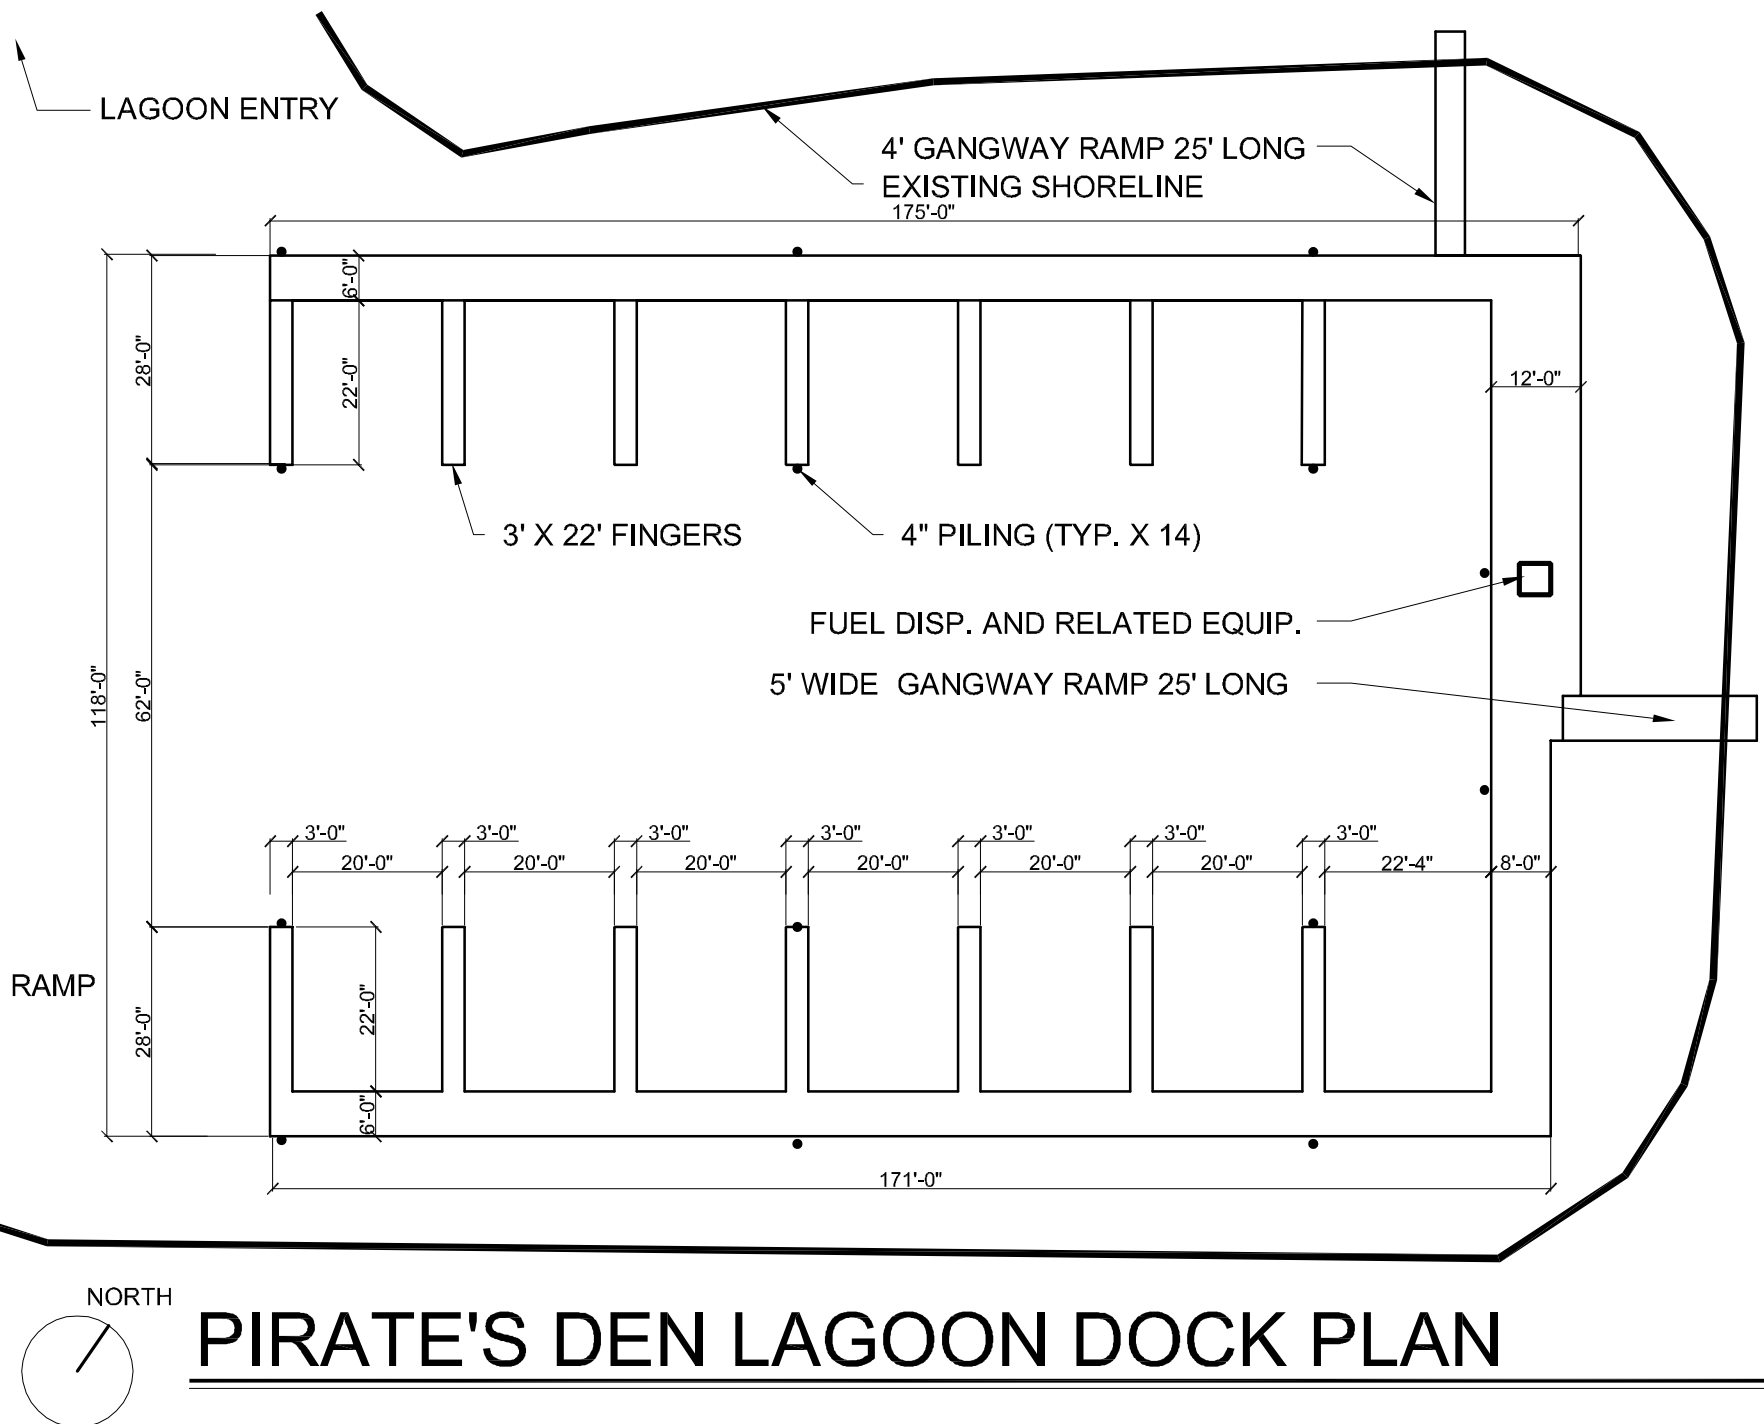 LAGOON ENTRY
4' GANGWAY RAMP 25' LONG
EXISTING SHORELINE
175'-0"
6'-0"
28'-0"
22'-0"
12'-0"
3' X 22' FINGERS
4" PILING (TYP. X 14)
FUEL DISP. AND RELATED EQUIP.
5' WIDE GANGWAY RAMP 25' LONG
118'-0"
62'-0"
3'-0" 3'-0" 3'-0" 3'-0" 3'-0" 3'-0" 3'-0"
20'-0" 20'-0" 20'-0" 20'-0" 20'-0" 20'-0" 22'-4" 8'-0"
RAMP
28'-0"
22'-0"
6'-0"
171'-0"
NORTH
PIRATE'S DEN LAGOON DOCK PLAN